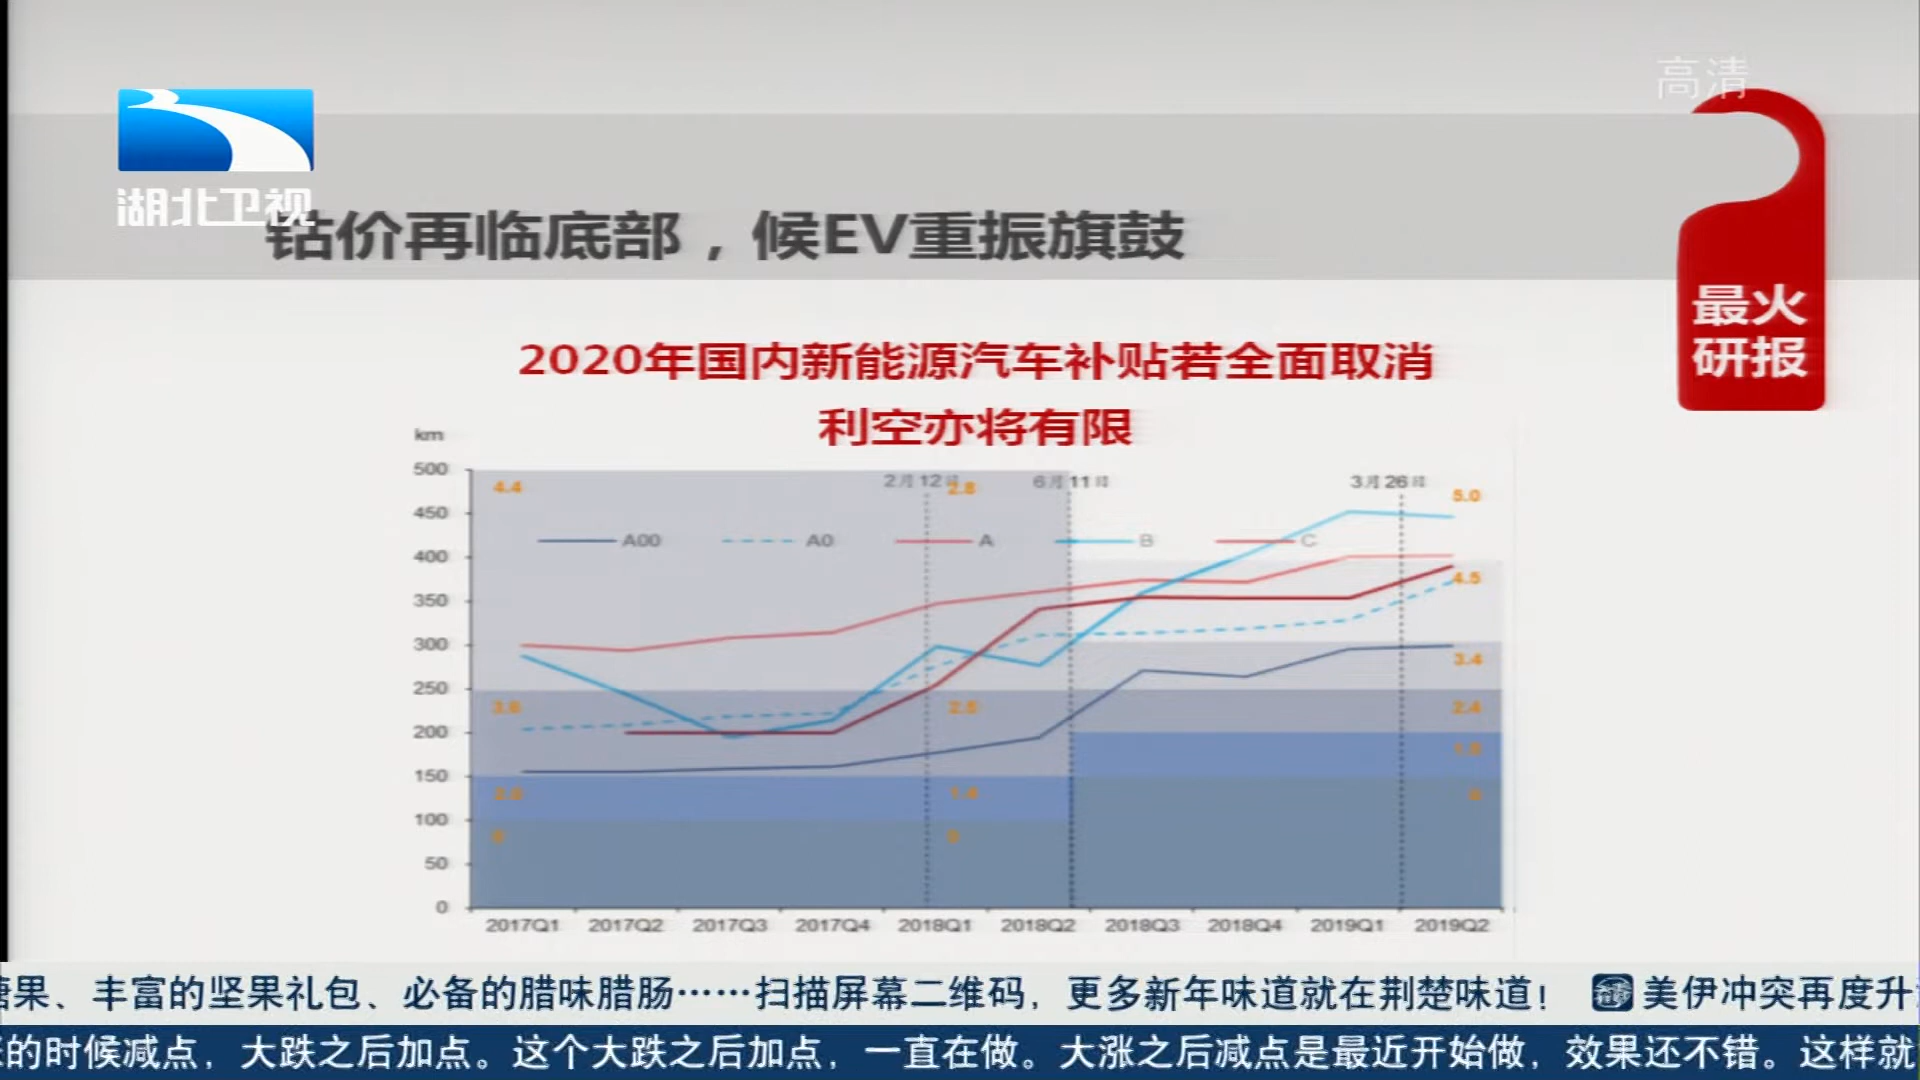 高清
湖北卫视
钴价再临底部，候EV重振旗鼓
最火
研报
2020年国内新能源汽车补贴若全面取消
利空亦将有限
km
500
450
400
350
300
250
200
150
100
50
0
2月12日
6月11日
3月26日
4.4
2.8
5.0
A00
A0
A
B
C
4.5
3.4
3.6
2.4
0
0
2017Q1
2017Q2
2017Q3
2017Q4
2018Q1
2018Q2
2018Q3
2018Q4
2019Q1
2019Q2
糖果、丰富的坚果礼包、必备的腊味腊肠……扫描屏幕二维码，更多新年味道就在荆楚味道！ 美伊冲突再度升
的时候减点，大跌之后加点。这个大跌之后加点，一直在做。大涨之后减点是最近开始做，效果还不错。这样就